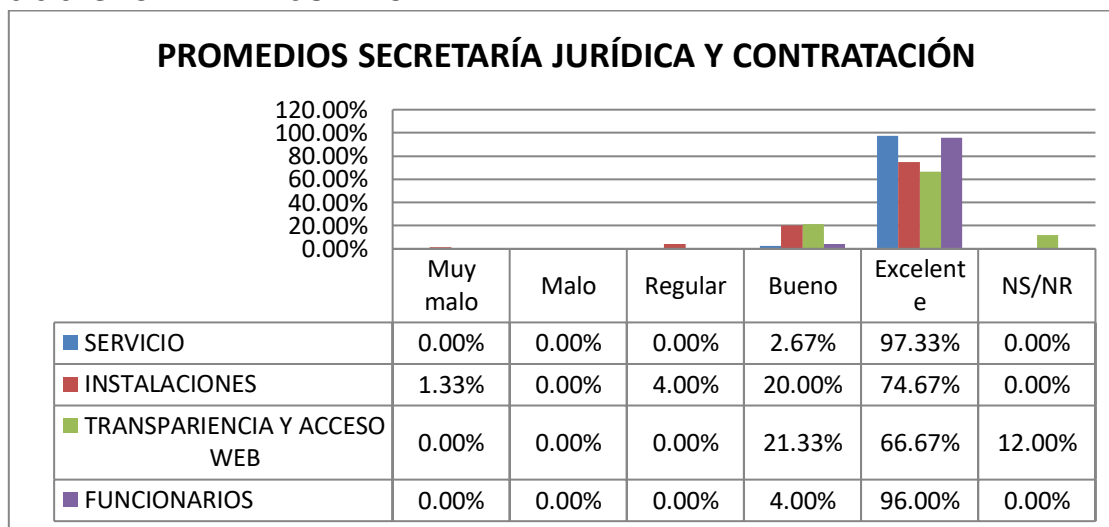 PROMEDIOS SECRETARÍA JURÍDICA Y CONTRATACIÓN
120.00%
100.00%
80.00%
60.00%
40.00%
20.00%
0.00%
Muy malo Malo Regular Bueno Excelente NS/NR
SERVICIO 0.00% 0.00% 0.00% 2.67% 97.33% 0.00%
INSTALACIONES 1.33% 0.00% 4.00% 20.00% 74.67% 0.00%
TRANSPARIENCIA Y ACCESO WEB 0.00% 0.00% 0.00% 21.33% 66.67% 12.00%
FUNCIONARIOS 0.00% 0.00% 0.00% 4.00% 96.00% 0.00%